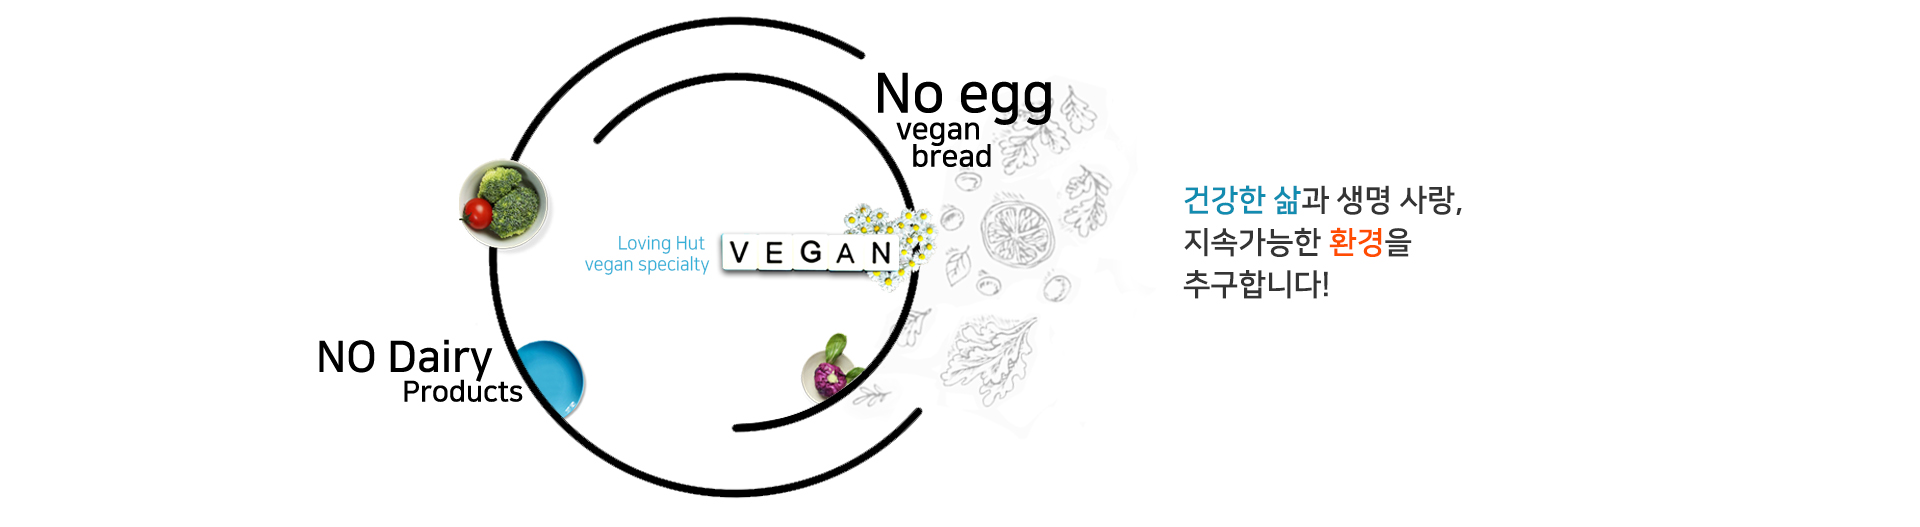 No egg
vegan
bread
Loving Hut
vegan specialty
VEGAN
NO Dairy
Products
건강한 삶과 생명 사랑,
지속가능한 환경을
추구합니다!